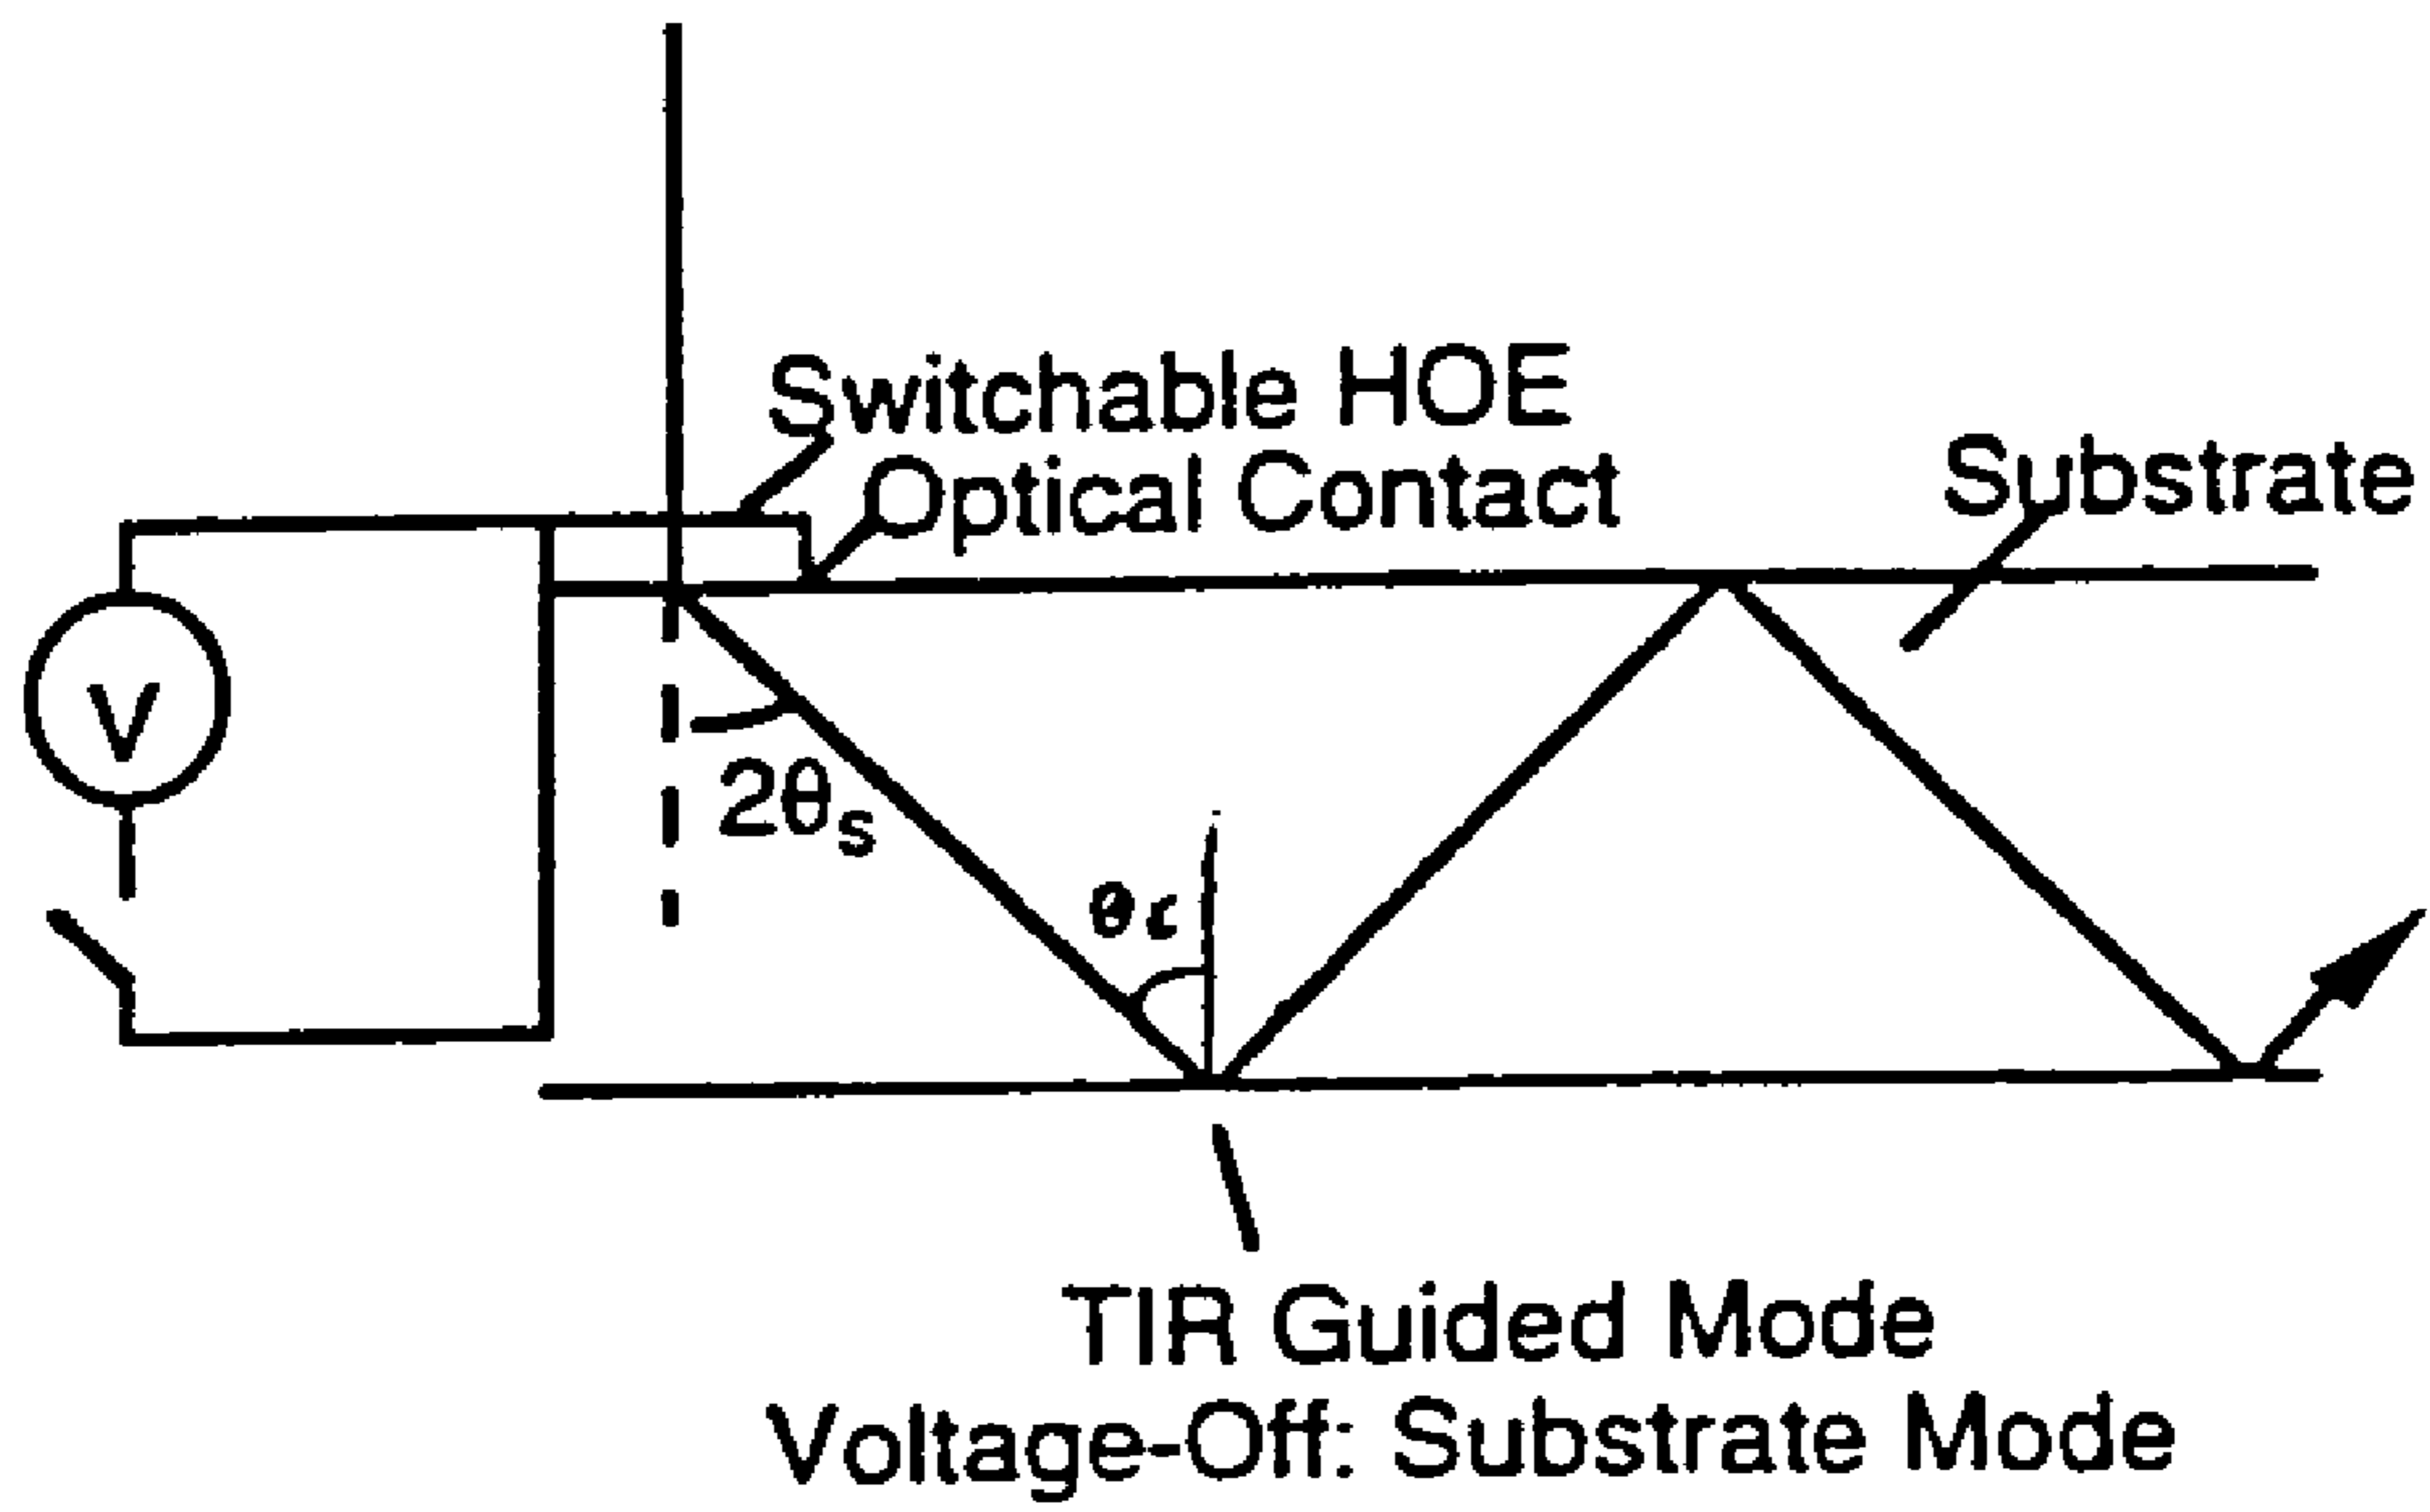 Switchable HOE
Optical Contact
Substrate
V
2θs
θc
TIR Guided Mode
Voltage-Off: Substrate Mode